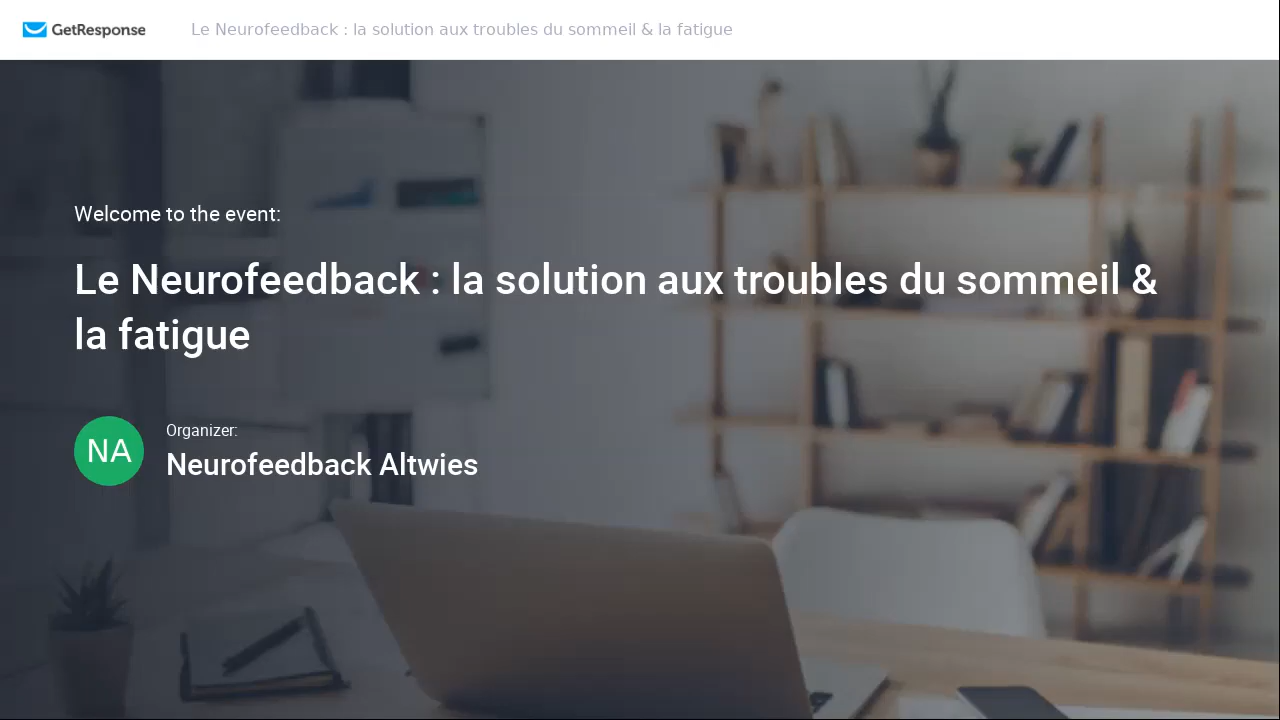 GetResponse
Le Neurofeedback : la solution aux troubles du sommeil & la fatigue
Welcome to the event:
Le Neurofeedback : la solution aux troubles du sommeil &
la fatigue
NA
Organizer:
Neurofeedback Altwies